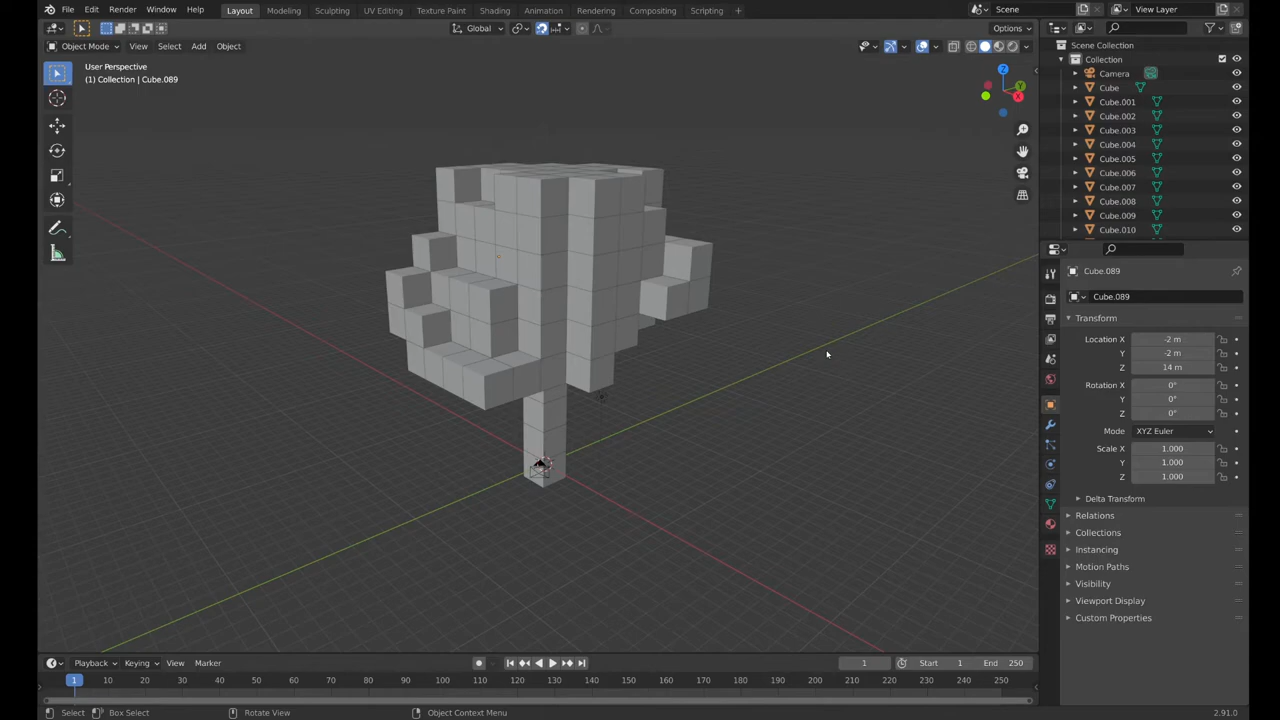 File Edit Render Window Help Layout Modeling Sculpting UV Editing Texture Paint Shading Animation Rendering Compositing Scripting + Scene View Layer
Global Options
Object Mode View Select Add Object
User Perspective
(1) Collection | Cube.089
Z
Y
X
Scene Collection
Collection
Camera
Cube
Cube.001
Cube.002
Cube.003
Cube.004
Cube.005
Cube.006
Cube.007
Cube.008
Cube.009
Cube.010
Cube.089
Cube.089
Transform
Location X -2 m
Y -2 m
Z 14 m
Rotation X 0°
Y 0°
Z 0°
Mode XYZ Euler
Scale X 1.000
Y 1.000
Z 1.000
Delta Transform
Relations
Collections
Instancing
Motion Paths
Visibility
Viewport Display
Custom Properties
Playback Keying View Marker 1 Start 1 End 250
1 10 20 30 40 50 60 70 80 90 100 110 120 130 140 150 160 170 180 190 200 210 220 230 240 250
Select Box Select Rotate View Object Context Menu 2.91.0